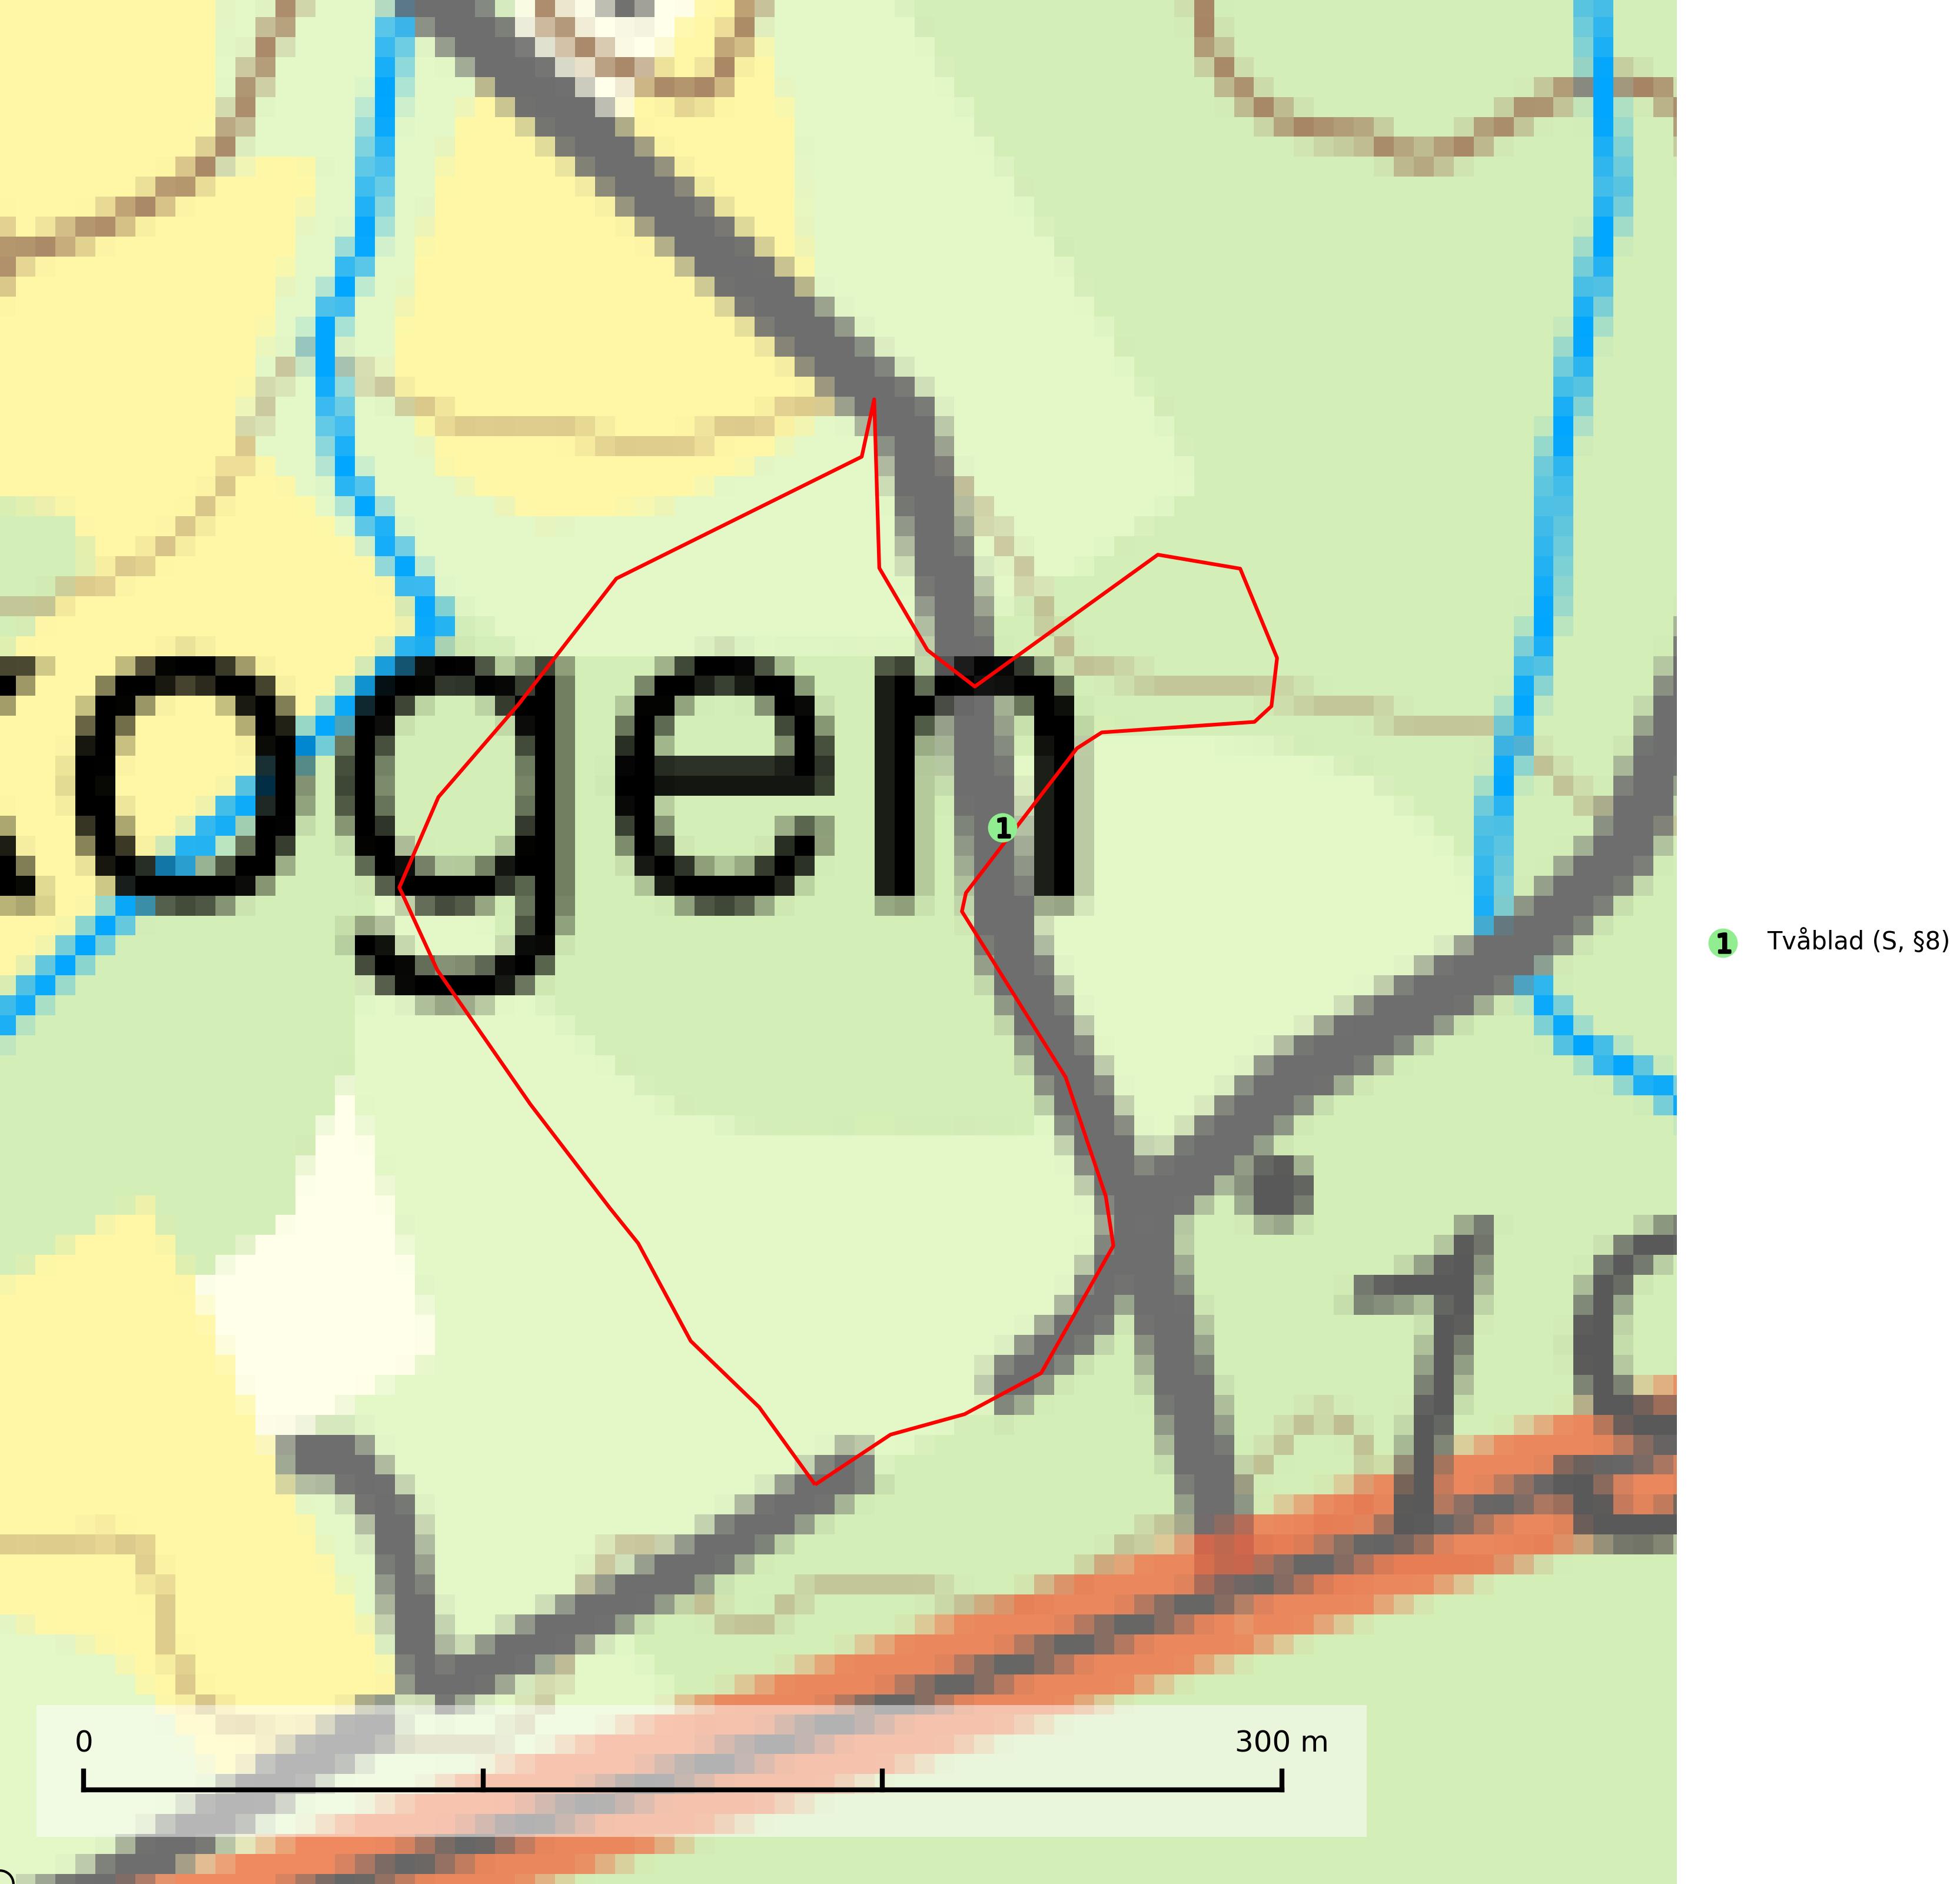 ogen
1
1 Tvåblad (S, §8)
0 300 m